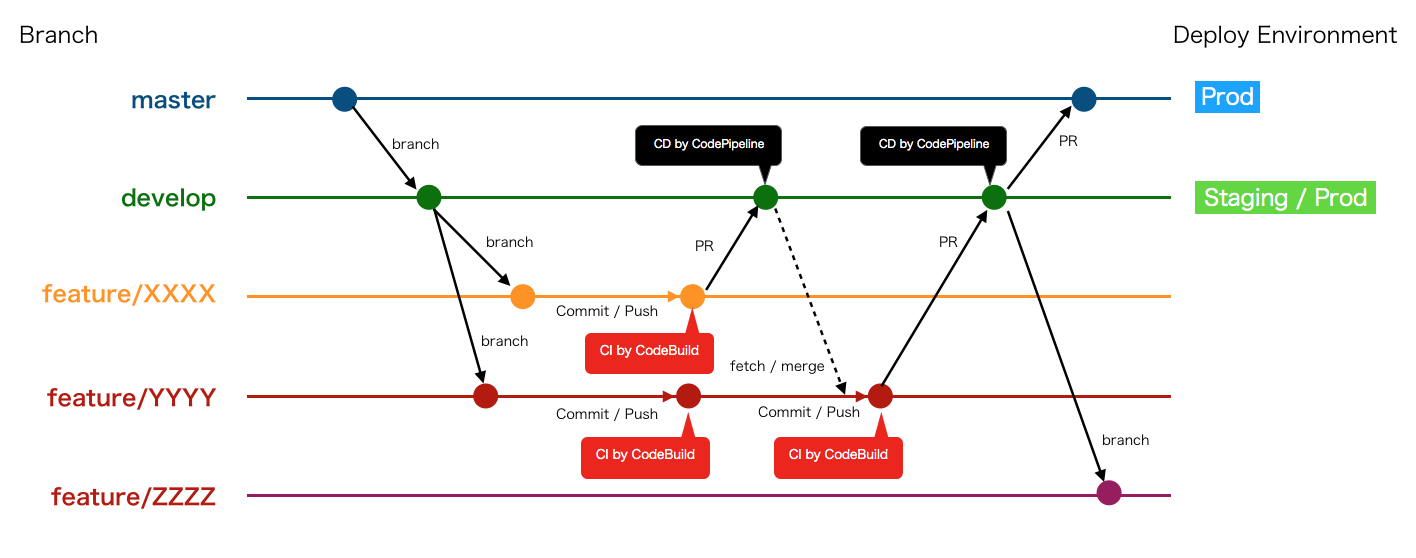 Branch
Deploy Environment
master
Prod
branch
CD by CodePipeline
CD by CodePipeline
PR
develop
Staging / Prod
branch
PR
PR
feature/XXXX
Commit / Push
CI by CodeBuild
branch
fetch / merge
feature/YYYY
Commit / Push
Commit / Push
CI by CodeBuild
CI by CodeBuild
branch
feature/ZZZZ